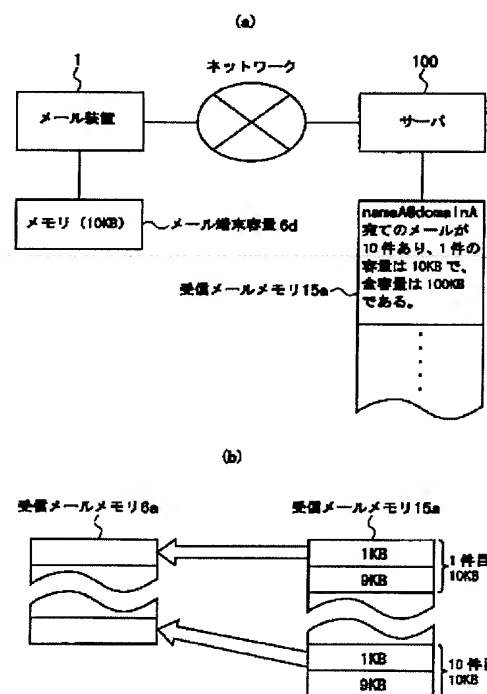 (a)
1
100
ネットワーク
メール装置
サーバ
メモリ (10KB)
メール端末容量6d
nameA@domainA
宛てのメールが
10件あり、1件の
容量は10KBで、
全容量は100KB
である。
受信メールメモリ15a
(b)
受信メールメモリ6a
受信メールメモリ15a
1KB
9KB
1件目
10KB
1KB
9KB
10件目
10KB